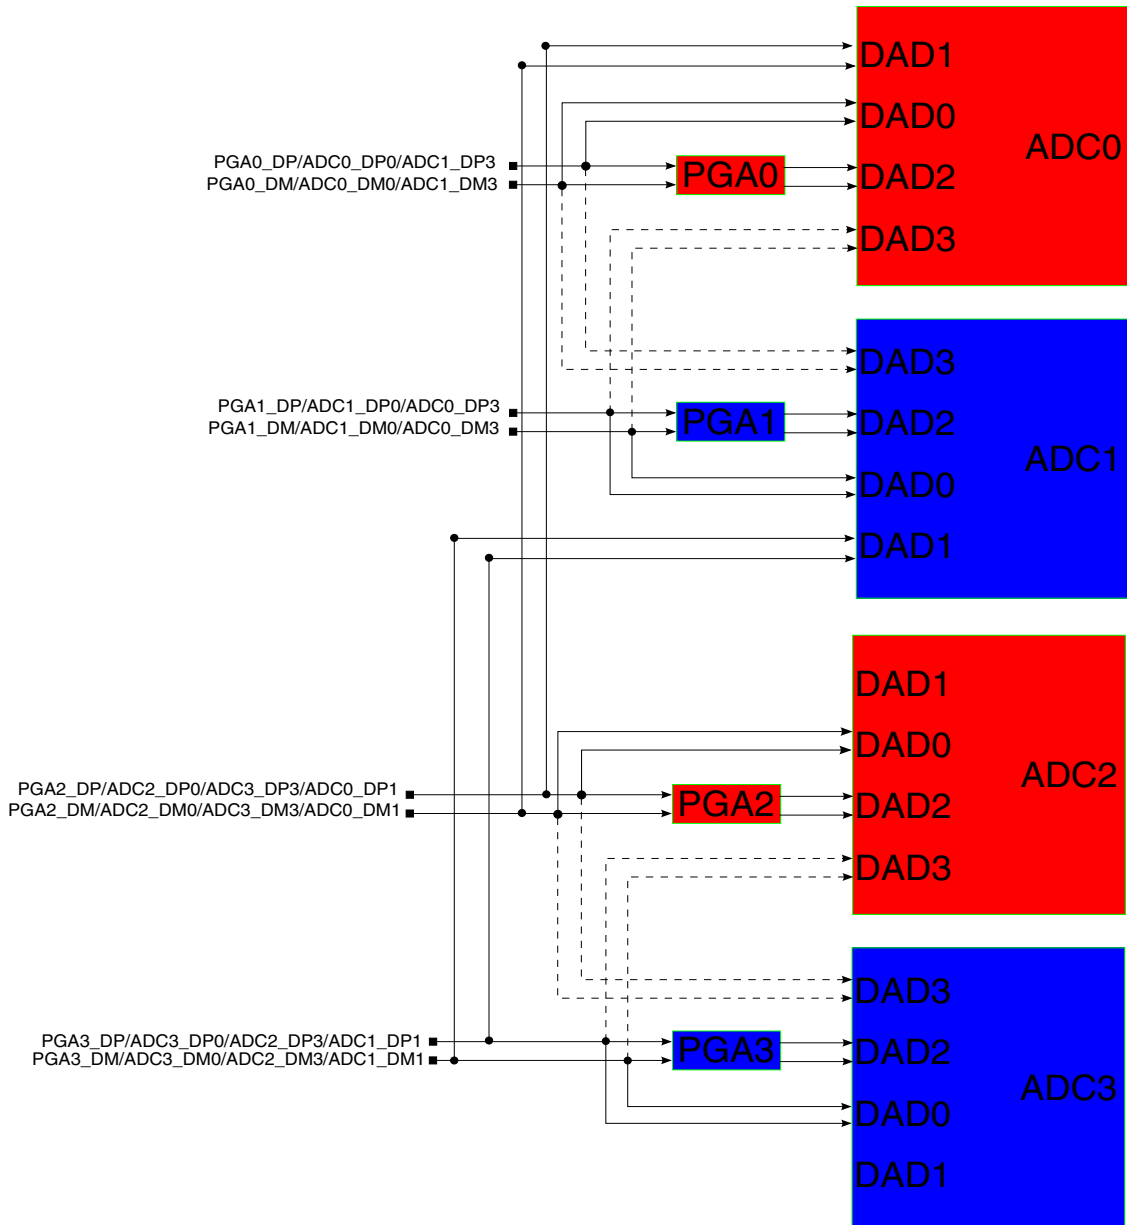 DAD1
DAD0
ADC0
PGA0_DP/ADC0_DP0/ADC1_DP3
PGA0_DM/ADC0_DM0/ADC1_DM3
PGA0
DAD2
DAD3
DAD3
PGA1_DP/ADC1_DP0/ADC0_DP3
PGA1_DM/ADC1_DM0/ADC0_DM3
PGA1
DAD2
ADC1
DAD0
DAD1
DAD1
DAD0
ADC2
PGA2_DP/ADC2_DP0/ADC3_DP3/ADC0_DP1
PGA2_DM/ADC2_DM0/ADC3_DM3/ADC0_DM1
PGA2
DAD2
DAD3
DAD3
PGA3_DP/ADC3_DP0/ADC2_DP3/ADC1_DP1
PGA3_DM/ADC3_DM0/ADC2_DM3/ADC1_DM1
PGA3
DAD2
ADC3
DAD0
DAD1